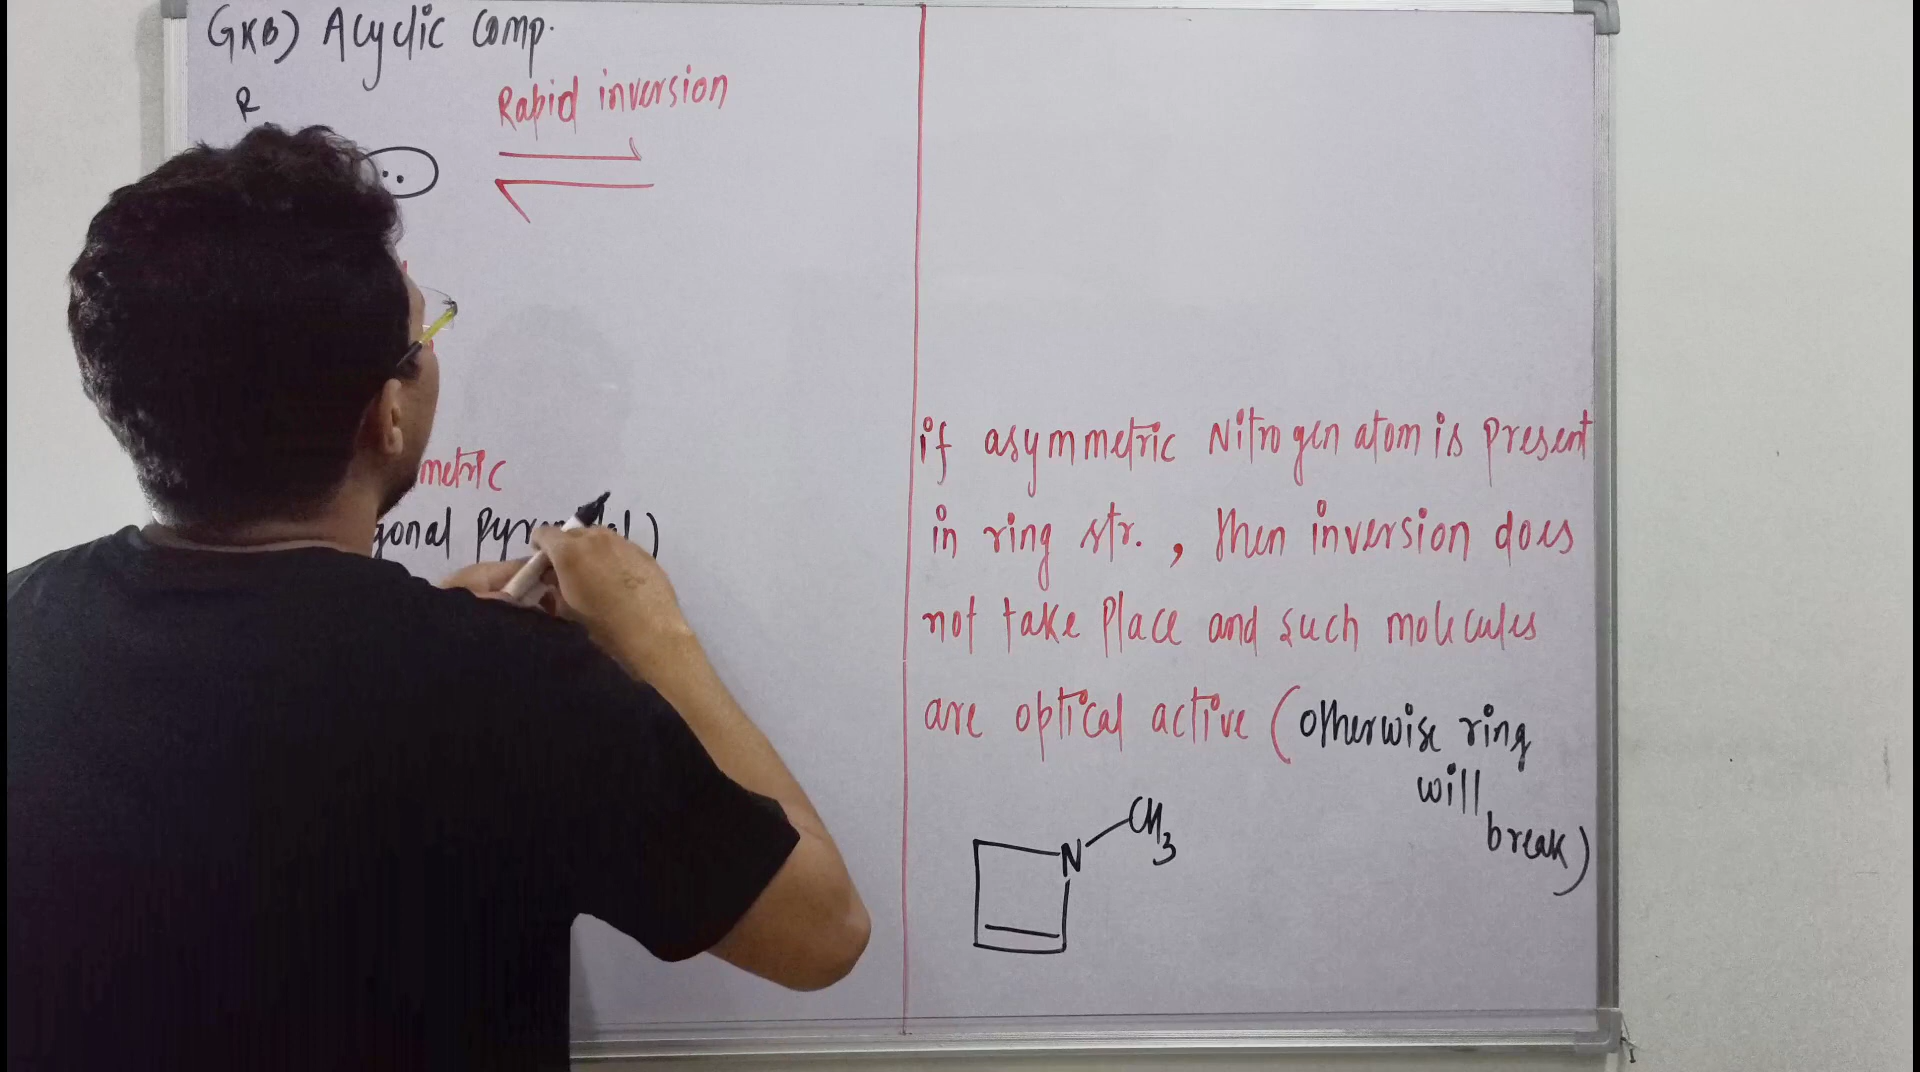 GKB) Acyclic Comp.
R
Rapid inversion
metric
gonal pyramidal)
if asymmetric Nitrogen atom is present
in ring str., then inversion does
not take place and such molecules
are optical active (otherwise ring
will
break)
CH3
N